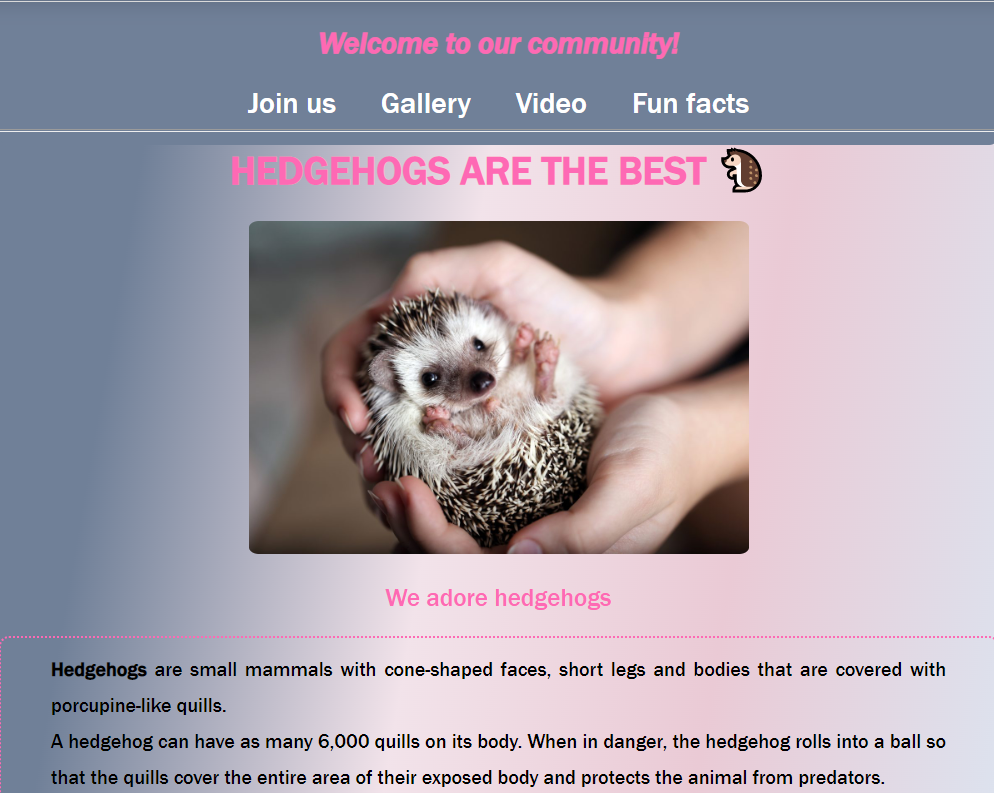 Welcome to our community!
Join us Gallery Video Fun facts
HEDGEHOGS ARE THE BEST
We adore hedgehogs
Hedgehogs are small mammals with cone-shaped faces, short legs and bodies that are covered with
porcupine-like quills.
A hedgehog can have as many 6,000 quills on its body. When in danger, the hedgehog rolls into a ball so
that the quills cover the entire area of their exposed body and protects the animal from predators.